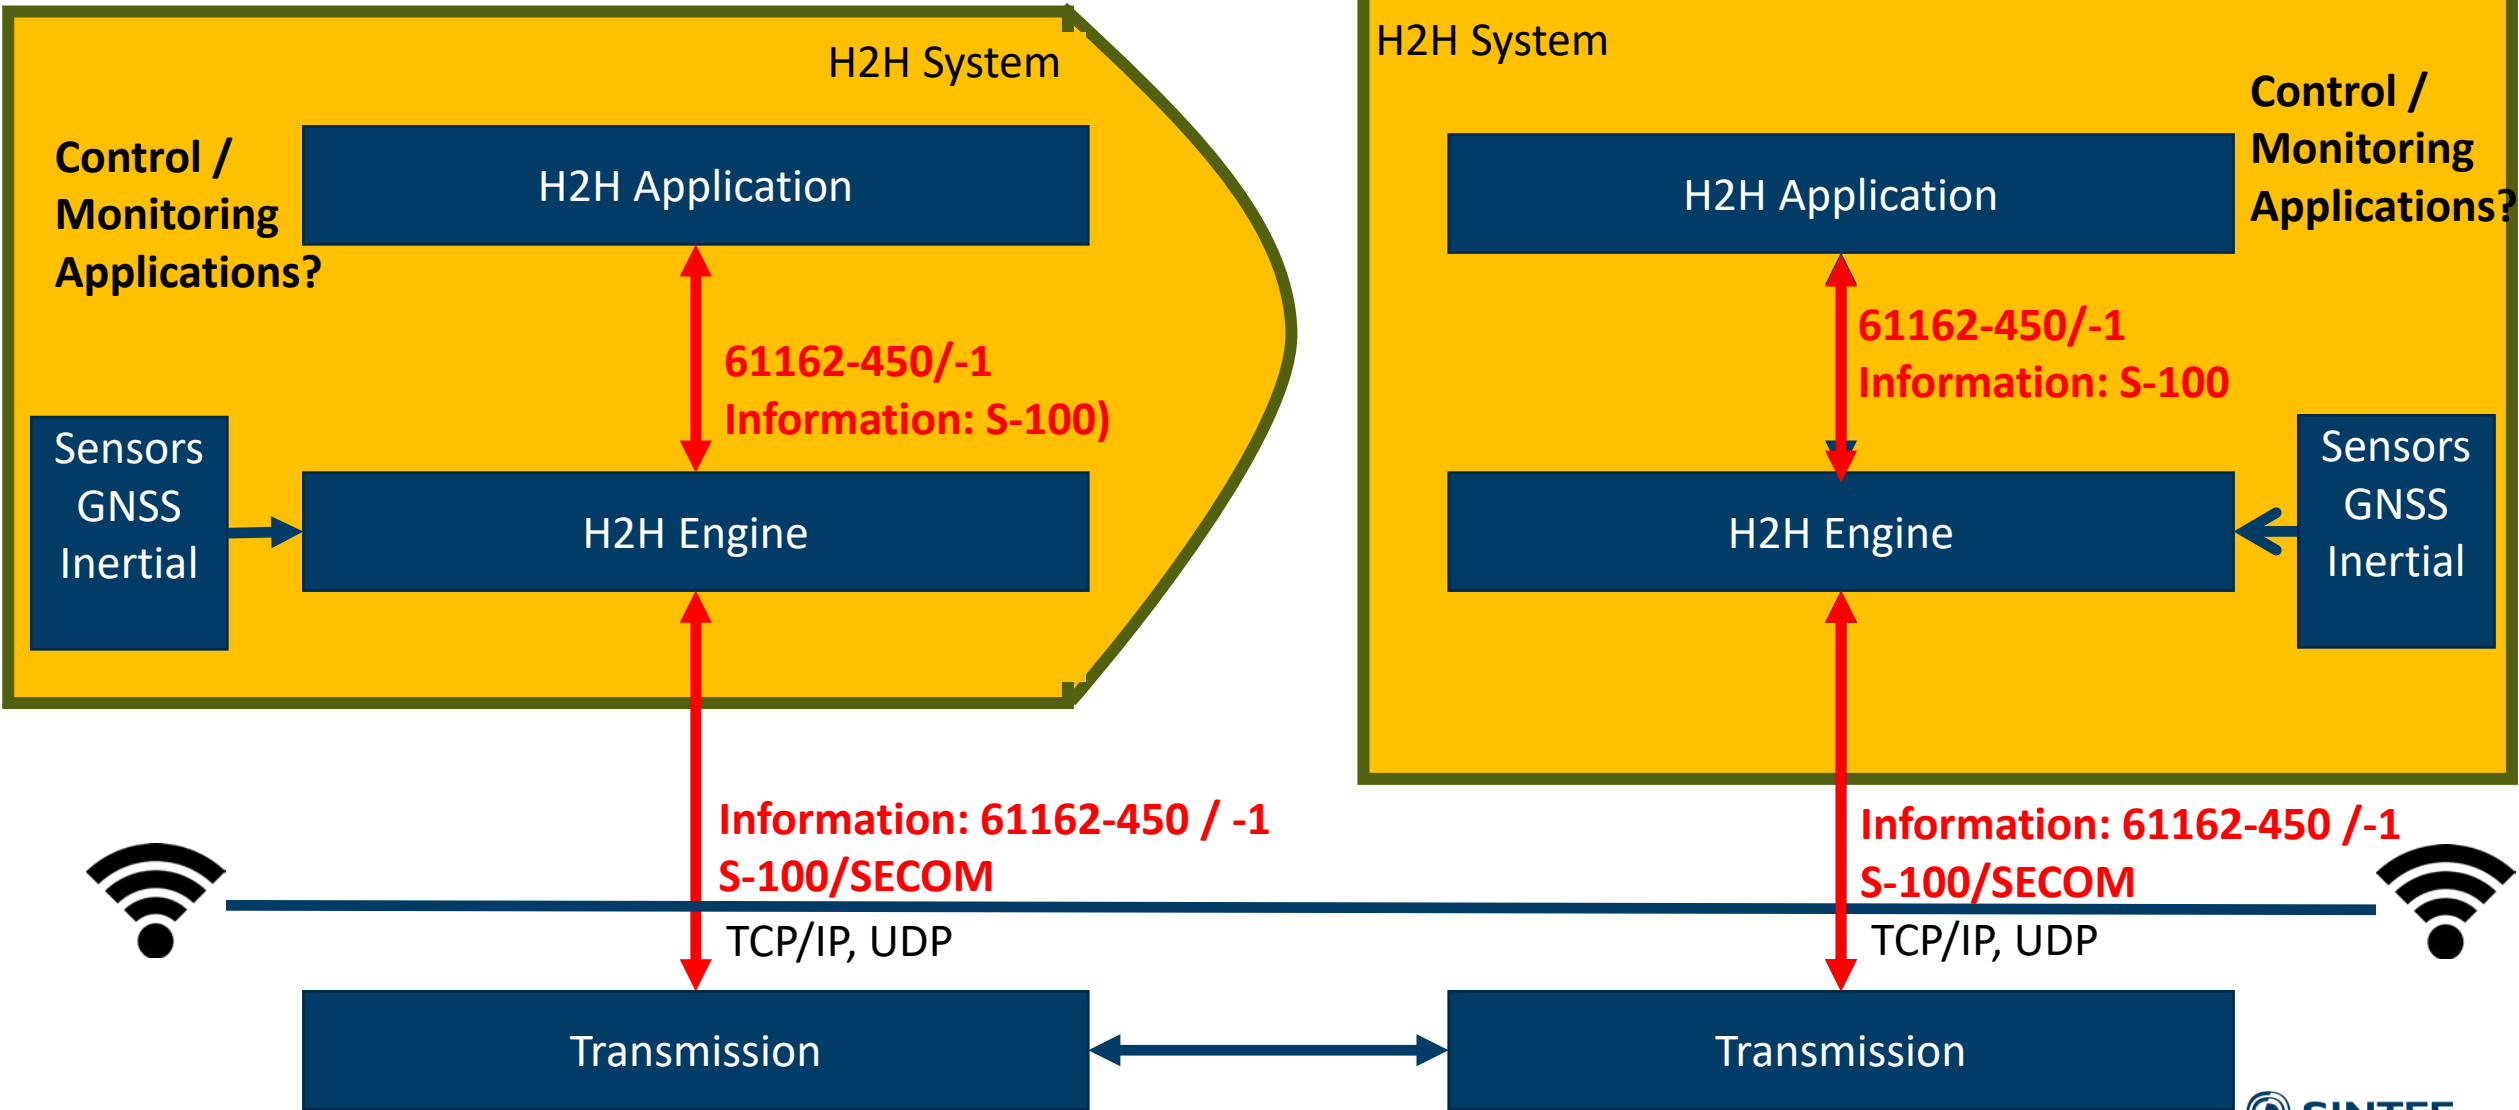 H2H System
Control /
Monitoring
Applications?
H2H Application
61162-450/-1
Information: S-100)
Sensors
GNSS
Inertial
H2H Engine
Information: 61162-450 / -1
S-100/SECOM
TCP/IP, UDP
Transmission
H2H System
Control /
Monitoring
Applications?
H2H Application
61162-450/-1
Information: S-100
Sensors
GNSS
Inertial
H2H Engine
Information: 61162-450 /-1
S-100/SECOM
TCP/IP, UDP
Transmission
SINTEF